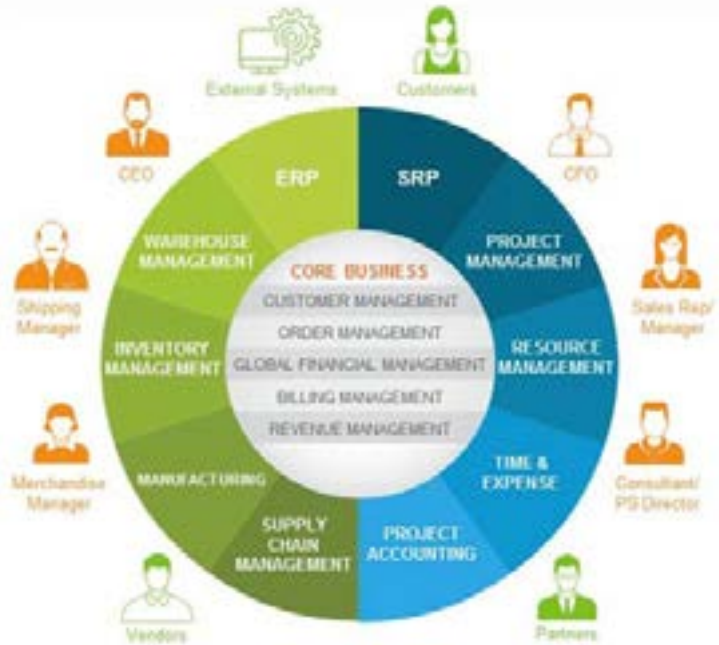 External Systems
Customers
CEO
CFO
ERP
SRP
WAREHOUSE
MANAGEMENT
PROJECT
MANAGEMENT
Shipping
Manager
Sales Rep/
Manager
CORE BUSINESS
CUSTOMER MANAGEMENT
ORDER MANAGEMENT
GLOBAL FINANCIAL MANAGEMENT
BILLING MANAGEMENT
REVENUE MANAGEMENT
INVENTORY
MANAGEMENT
RESOURCE
MANAGEMENT
Merchandise
Manager
Consultant/
PS Director
MANUFACTURING
TIME &
EXPENSE
SUPPLY
CHAIN
MANAGEMENT
PROJECT
ACCOUNTING
Vendors
Partners